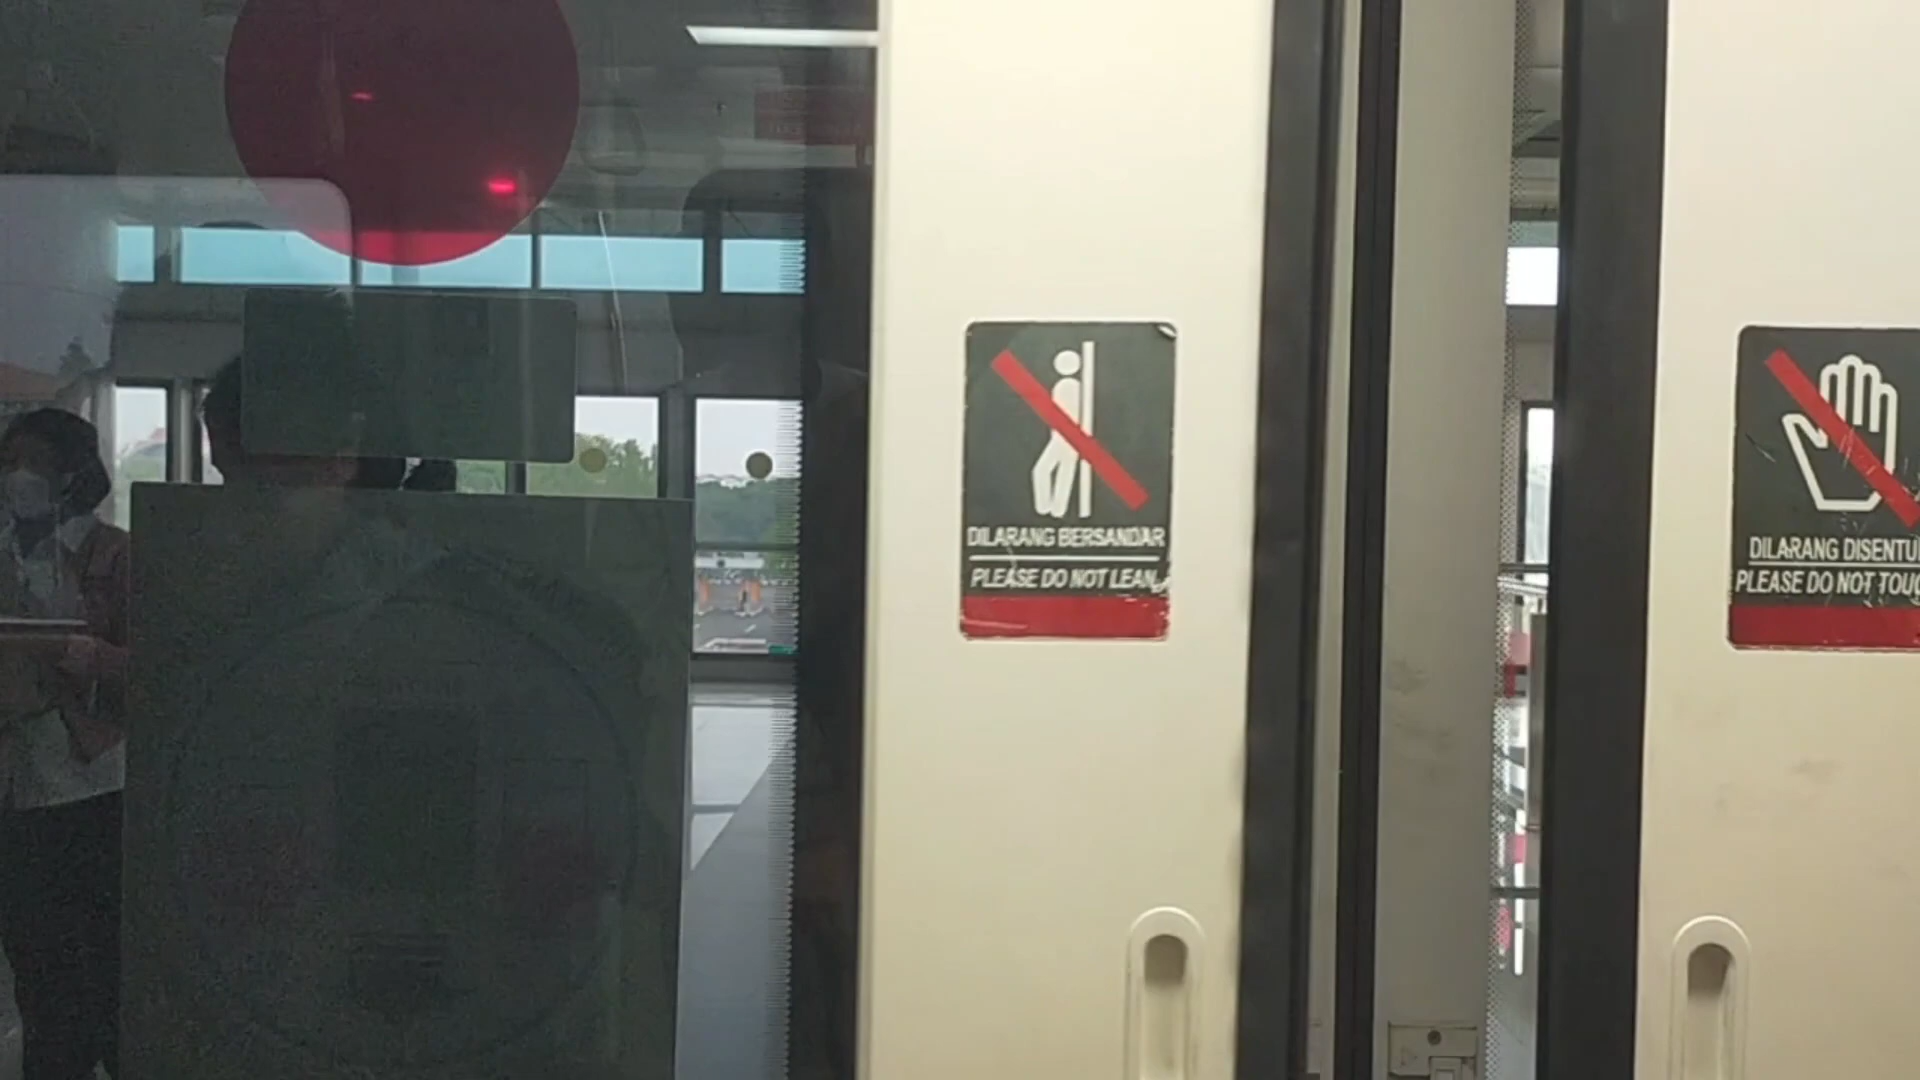 DILARANG BERSANDAR
PLEASE DO NOT LEAN
DILARANG DISENTU
PLEASE DO NOT TOUC